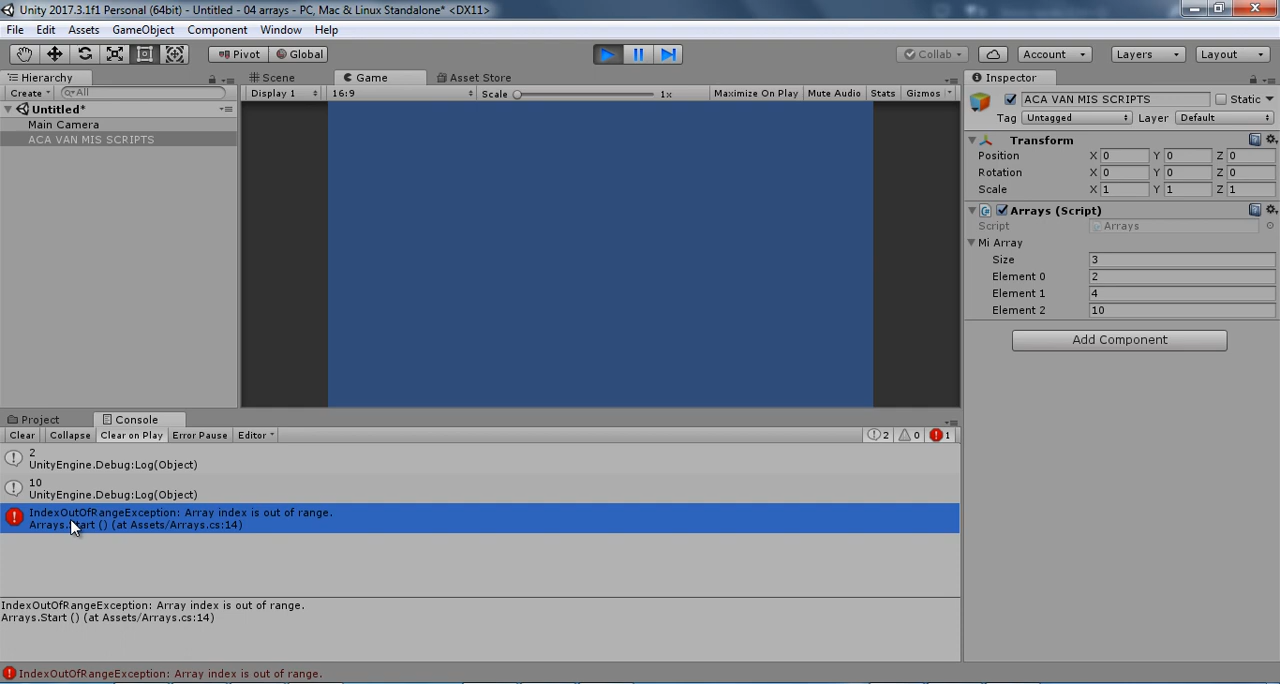 Unity 2017.3.1f1 Personal (64bit) - Untitled - 04 arrays - PC, Mac & Linux Standalone* <DX11>
File Edit Assets GameObject Component Window Help
Pivot Global Collab Account Layers Layout
Hierarchy
Create All
Untitled*
Main Camera
ACA VAN MIS SCRIPTS
Scene Game Asset Store
Display 1 16:9 Scale 1x Maximize On Play Mute Audio Stats Gizmos
Inspector
ACA VAN MIS SCRIPTS Static
Tag Untagged Layer Default
Transform
Position X 0 Y 0 Z 0
Rotation X 0 Y 0 Z 0
Scale X 1 Y 1 Z 1
Arrays (Script)
Script Arrays
Mi Array
Size 3
Element 0 2
Element 1 4
Element 2 10
Add Component
Project Console
Clear Collapse Clear on Play Error Pause Editor 2 0 1
2
UnityEngine.Debug:Log(Object)
10
UnityEngine.Debug:Log(Object)
IndexOutOfRangeException: Array index is out of range.
Arrays.Start () (at Assets/Arrays.cs:14)
IndexOutOfRangeException: Array index is out of range.
Arrays.Start () (at Assets/Arrays.cs:14)
IndexOutOfRangeException: Array index is out of range.